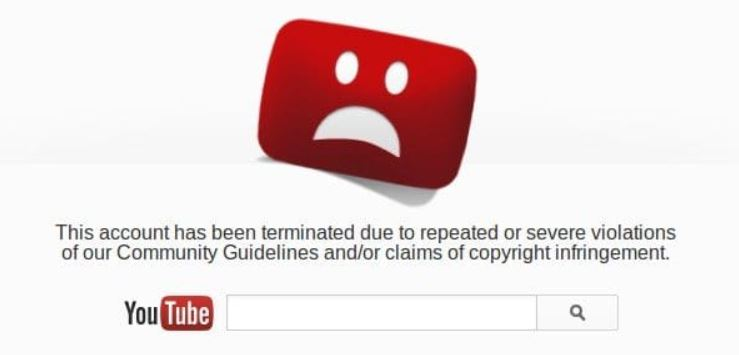 This account has been terminated due to repeated or severe violations
of our Community Guidelines and/or claims of copyright infringement.
YouTube